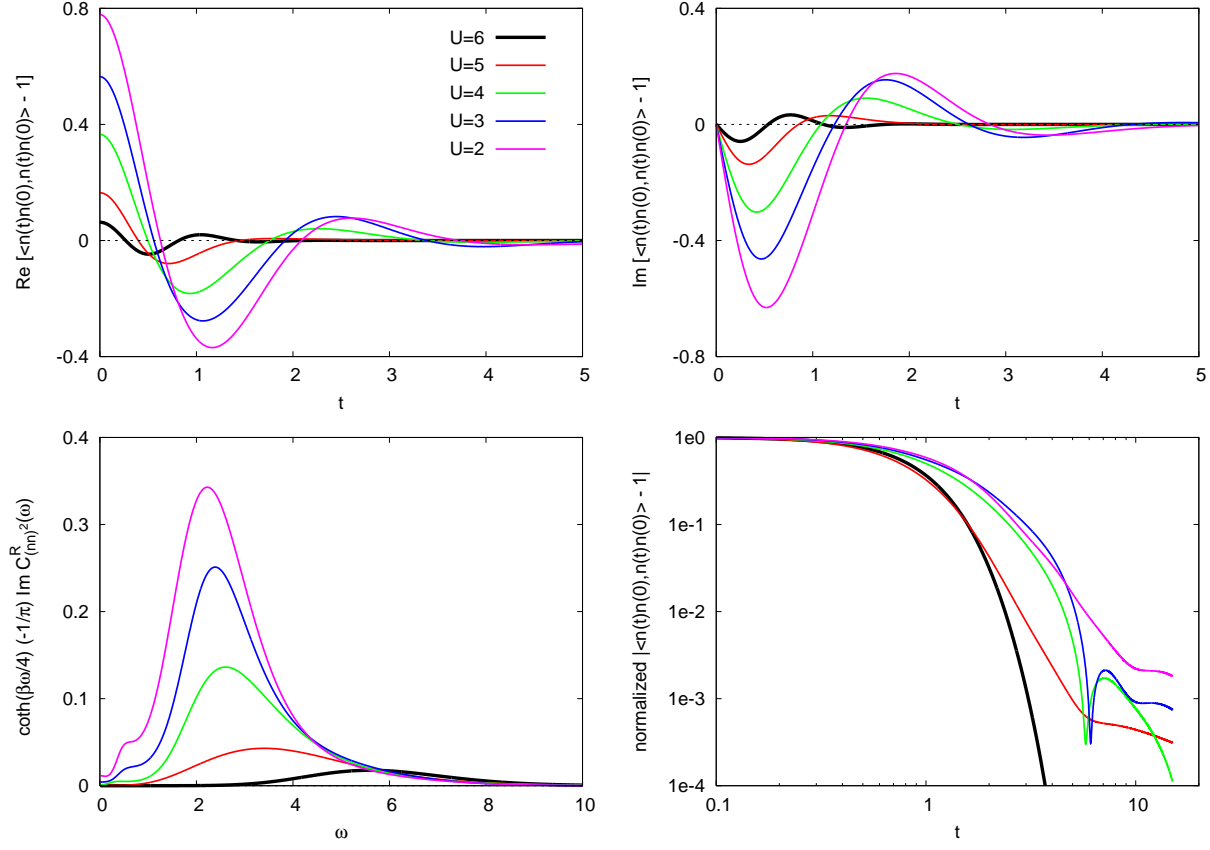 Re [<n(t)n(0),n(t)n(0)> - 1]
0.8
0.4
0
-0.4
0
1
2
3
4
5
t
U=6
U=5
U=4
U=3
U=2
Im [<n(t)n(0),n(t)n(0)> - 1]
0.4
0
-0.4
-0.8
0
1
2
3
4
5
t
coth(βω/4) (-1/π) Im C^R_(nn)²(ω)
0.4
0.3
0.2
0.1
0
0
2
4
6
8
10
ω
normalized |<n(t)n(0),n(t)n(0)> - 1|
1e0
1e-1
1e-2
1e-3
1e-4
0.1
1
10
t